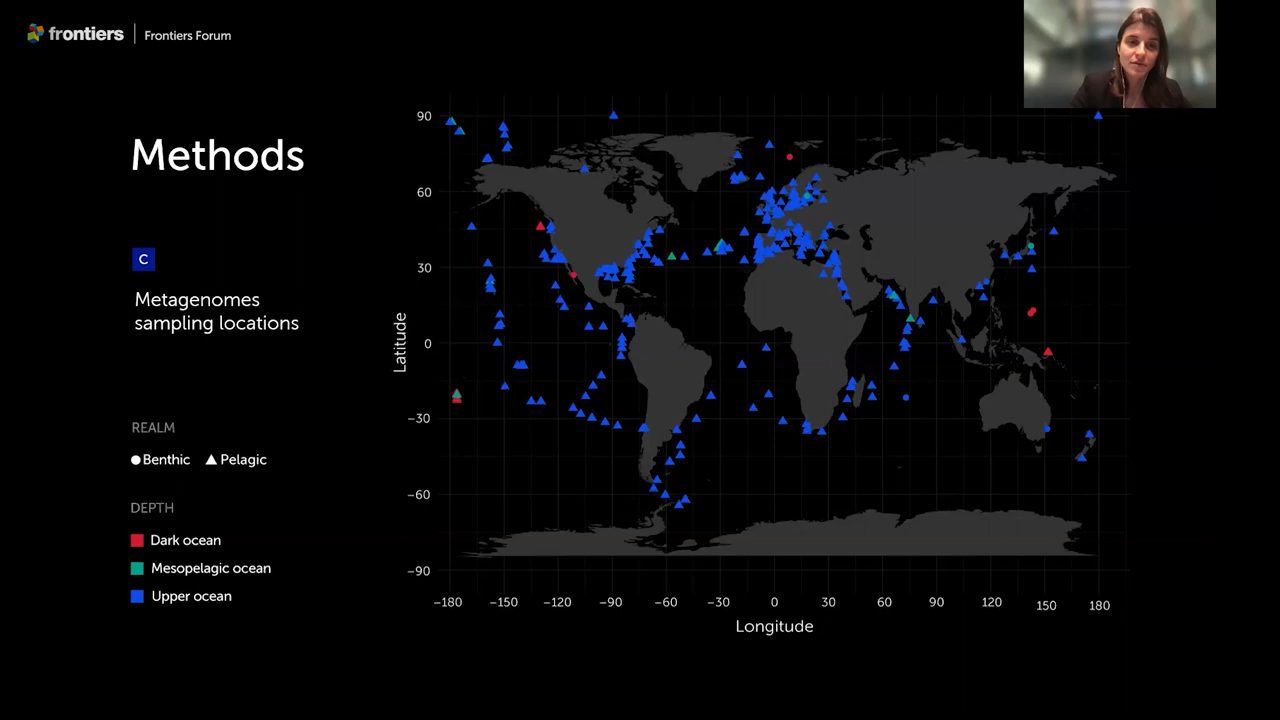 frontiers
Frontiers Forum
Methods
C
Metagenomes
sampling locations
REALM
Benthic
Pelagic
DEPTH
Dark ocean
Mesopelagic ocean
Upper ocean
Latitude
90
60
30
0
−30
−60
−90
−180
−150
−120
−90
−60
−30
0
30
60
90
120
150
180
Longitude